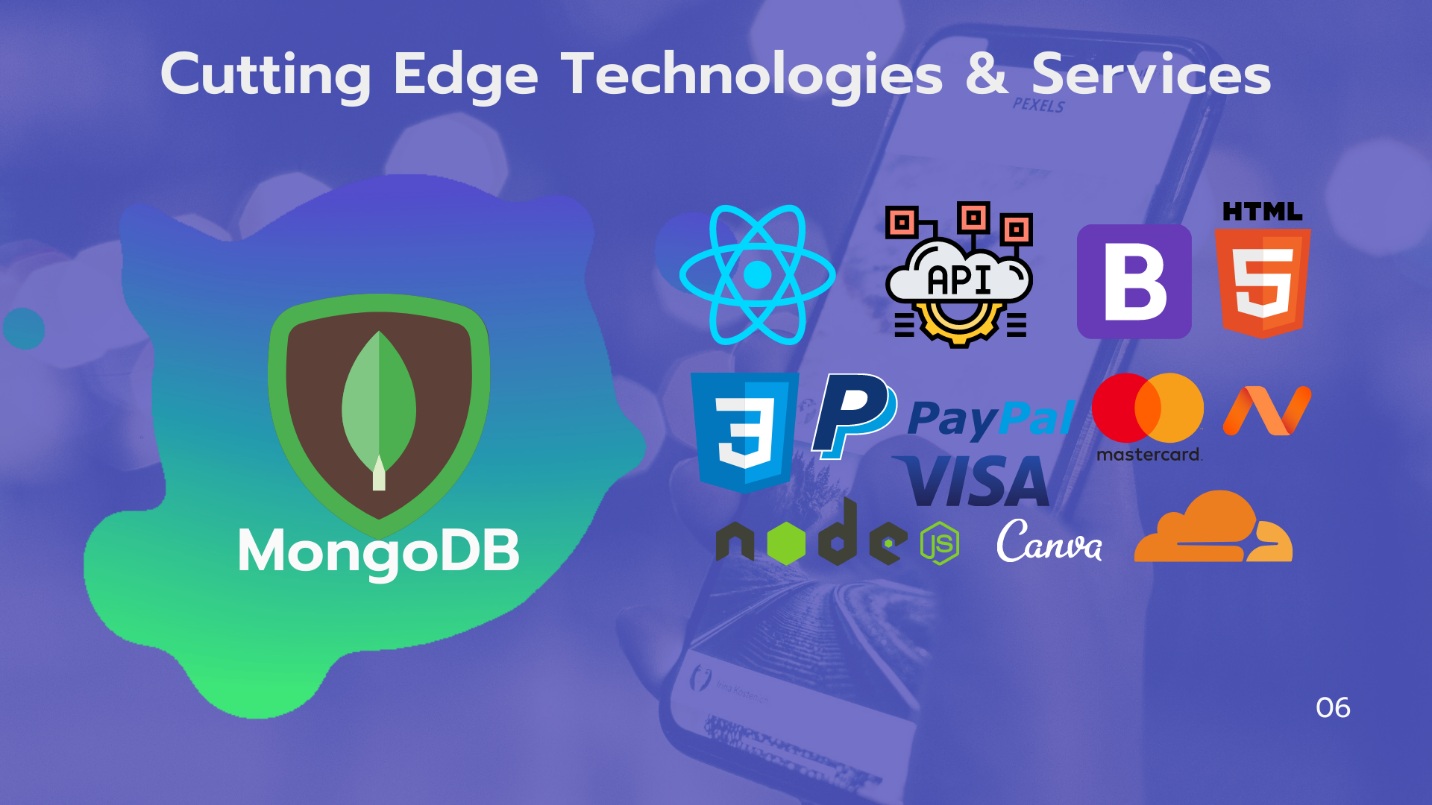 Cutting Edge Technologies & Services
PEXELS
HTML
API
B
5
3
P PayPal
mastercard.
VISA
node JS
Canva
MongoDB
06